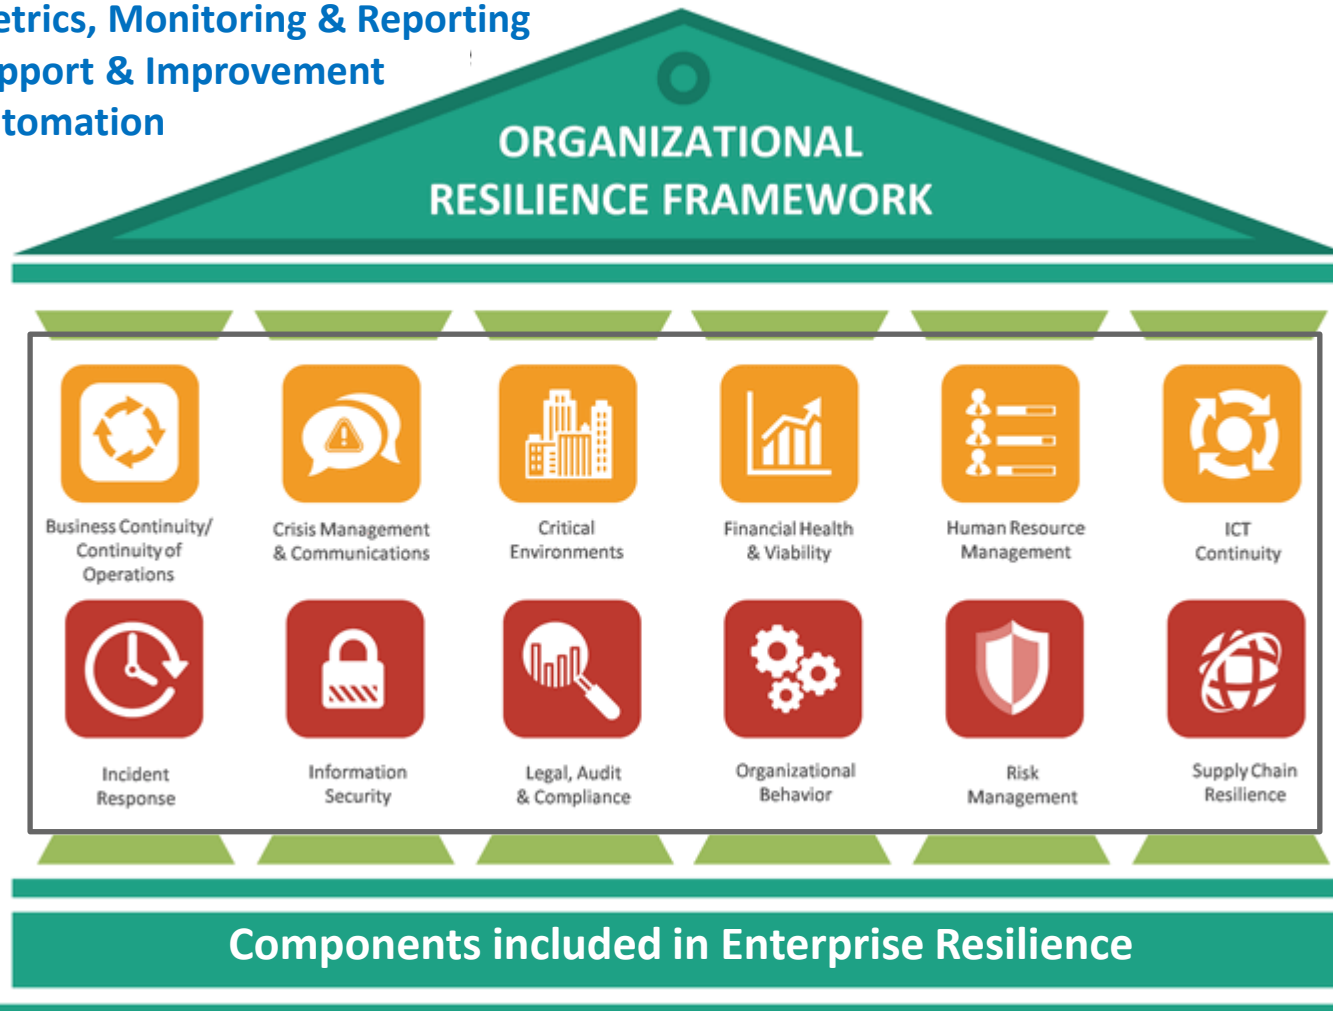 etrics, Monitoring & Reporting
pport & Improvement
tomation
ORGANIZATIONAL
RESILIENCE FRAMEWORK
Business Continuity/
Continuity of
Operations
Crisis Management
& Communications
Critical
Environments
Financial Health
& Viability
Human Resource
Management
ICT
Continuity
Incident
Response
Information
Security
Legal, Audit
& Compliance
Organizational
Behavior
Risk
Management
Supply Chain
Resilience
Components included in Enterprise Resilience